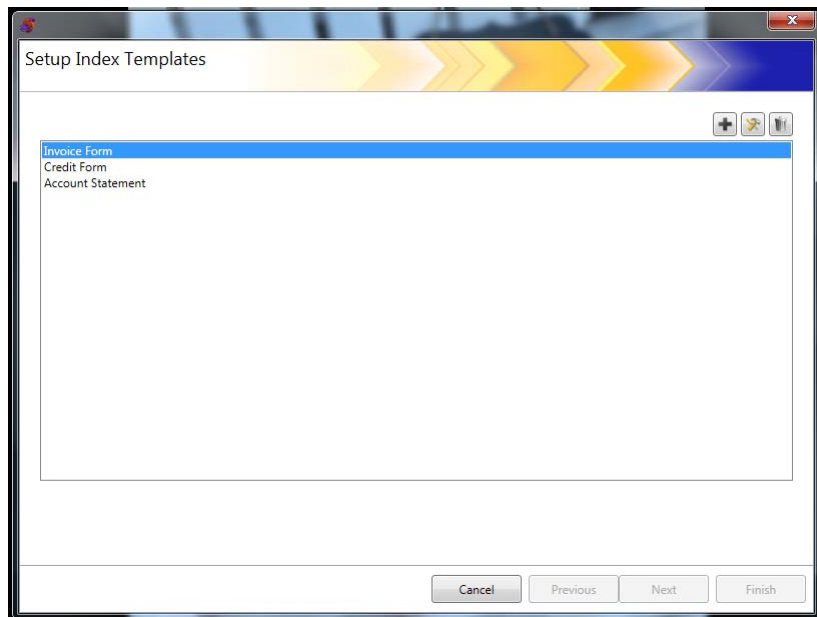 Setup Index Templates
Invoice Form
Credit Form
Account Statement
Cancel
Previous
Next
Finish